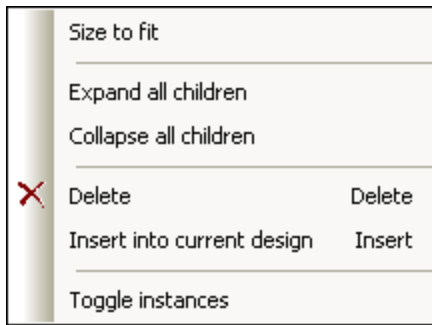 Size to fit
Expand all children
Collapse all children
Delete Delete
Insert into current design Insert
Toggle instances